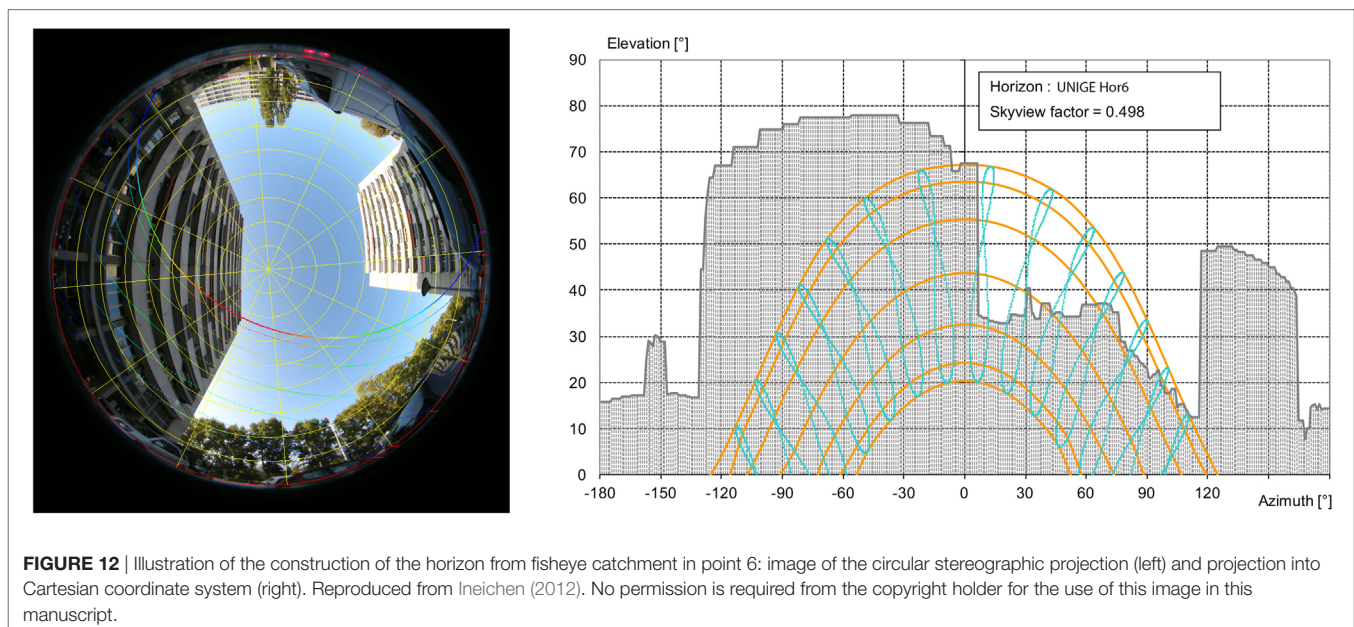 Elevation [°]
90
80
70
60
50
40
30
20
10
0
Horizon : UNIGE Hor6
Skyview factor = 0.498
-180 -150 -120 -90 -60 -30 0 30 60 90 120
Azimuth [°]
FIGURE 12 | Illustration of the construction of the horizon from fisheye catchment in point 6: image of the circular stereographic projection (left) and projection into
Cartesian coordinate system (right). Reproduced from Ineichen (2012). No permission is required from the copyright holder for the use of this image in this
manuscript.